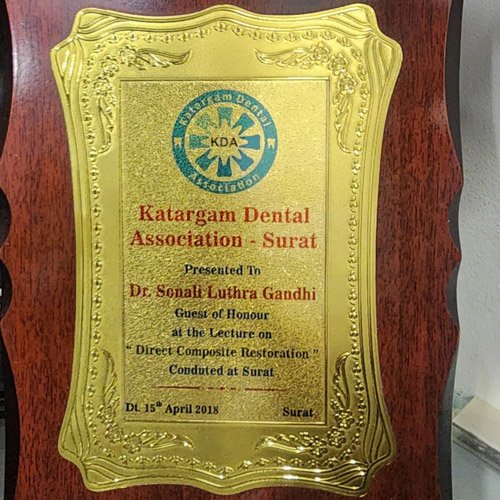 Katargam Dental
KDA
Association
Katargam Dental
Association - Surat
Presented To
Dr. Sonali Luthra Gandhi
Guest of Honour
at the Lecture on
“ Direct Composite Restoration ”
Conduted at Surat
Dt. 15th April 2018 Surat